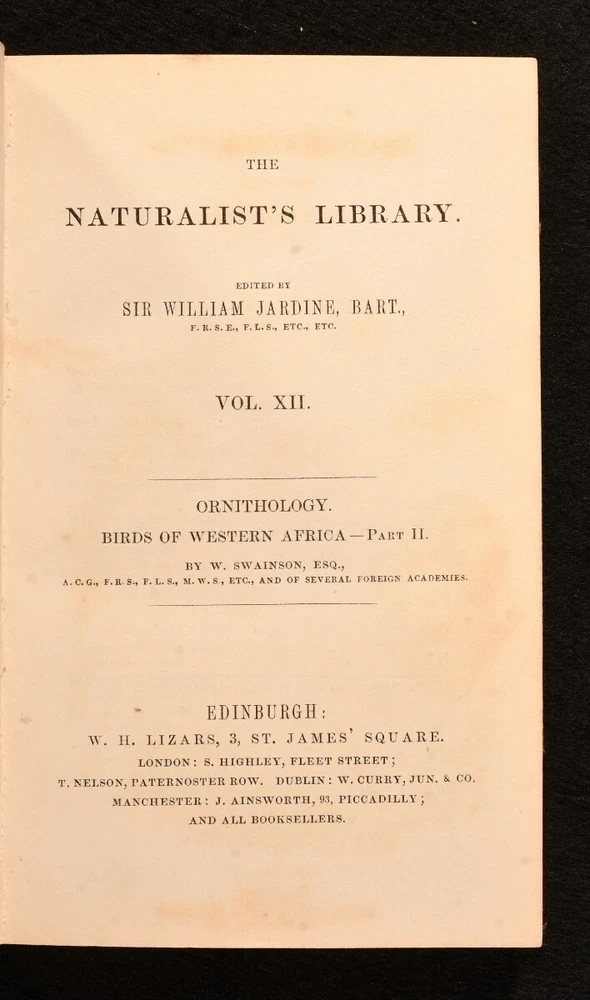 THE
NATURALIST'S LIBRARY.
EDITED BY
SIR WILLIAM JARDINE, BART.,
F. R. S. E., F. L. S., ETC., ETC.
VOL. XII.
ORNITHOLOGY.
BIRDS OF WESTERN AFRICA—PART II.
BY W. SWAINSON, ESQ.,
A. C. G., F. R. S., F. L. S., M. W. S., ETC., AND OF SEVERAL FOREIGN ACADEMIES.
EDINBURGH:
W. H. LIZARS, 3, ST. JAMES' SQUARE.
LONDON: S. HIGHLEY, FLEET STREET;
T. NELSON, PATERNOSTER ROW. DUBLIN: W. CURRY, JUN. & CO.
MANCHESTER: J. AINSWORTH, 93, PICCADILLY;
AND ALL BOOKSELLERS.